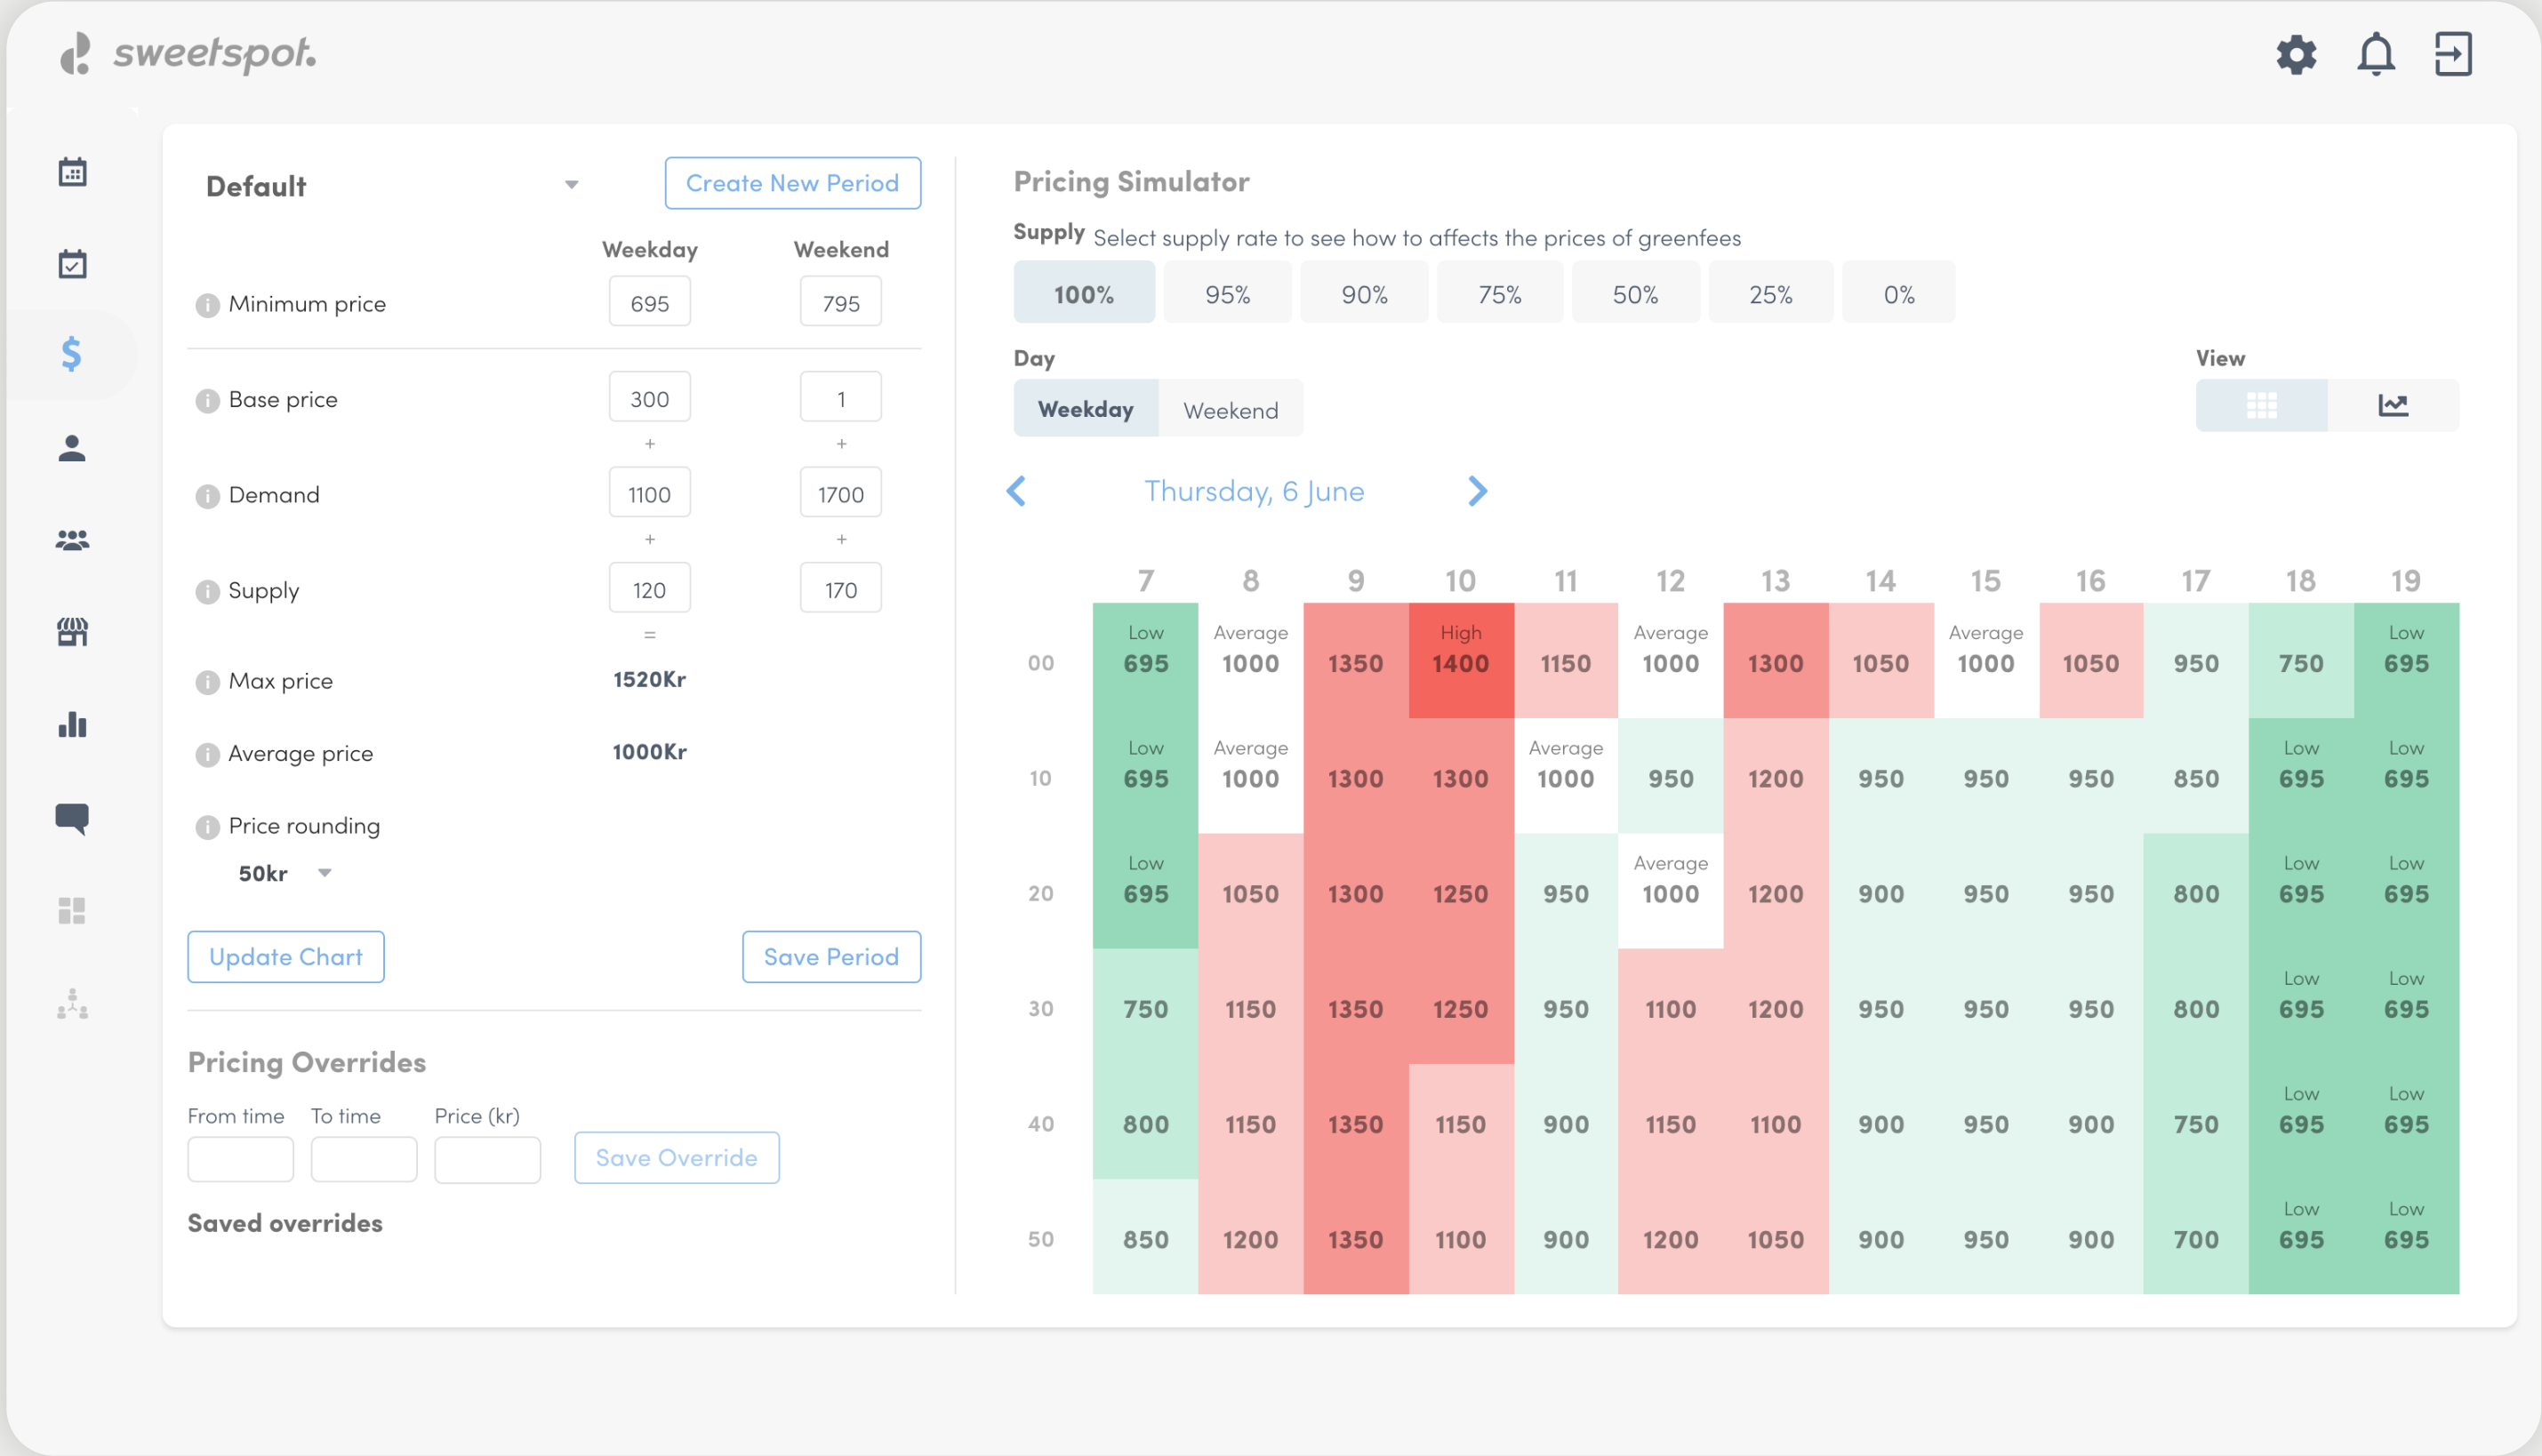 sweetspot.
Default
Create New Period
Weekday Weekend
Minimum price 695 795
Base price 300 1
+ +
Demand 1100 1700
+ +
Supply 120 170
=
Max price 1520Kr
Average price 1000Kr
Price rounding
50kr
Update Chart Save Period
Pricing Overrides
From time To time Price (kr)
Save Override
Saved overrides
Pricing Simulator
Supply Select supply rate to see how to affects the prices of greenfees
100% 95% 90% 75% 50% 25% 0%
Day View
Weekday Weekend
Thursday, 6 June
7 8 9 10 11 12 13 14 15 16 17 18 19
Low Average High Average Average Low
00 695 1000 1350 1400 1150 1000 1300 1050 1000 1050 950 750 695
Low Average Average Low Low
10 695 1000 1300 1300 1000 950 1200 950 950 950 850 695 695
Low Average Low Low
20 695 1050 1300 1250 950 1000 1200 900 950 950 800 695 695
Low Low
30 750 1150 1350 1250 950 1100 1200 950 950 950 800 695 695
Low Low
40 800 1150 1350 1150 900 1150 1100 900 950 900 750 695 695
Low Low
50 850 1200 1350 1100 900 1200 1050 900 950 900 700 695 695